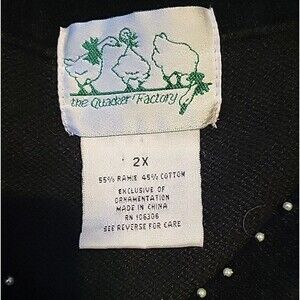 the Quacker Factory
2X
55% RAMIE 45% COTTON
EXCLUSIVE OF
ORNAMENTATION
MADE IN CHINA
RN 106306
SEE REVERSE FOR CARE